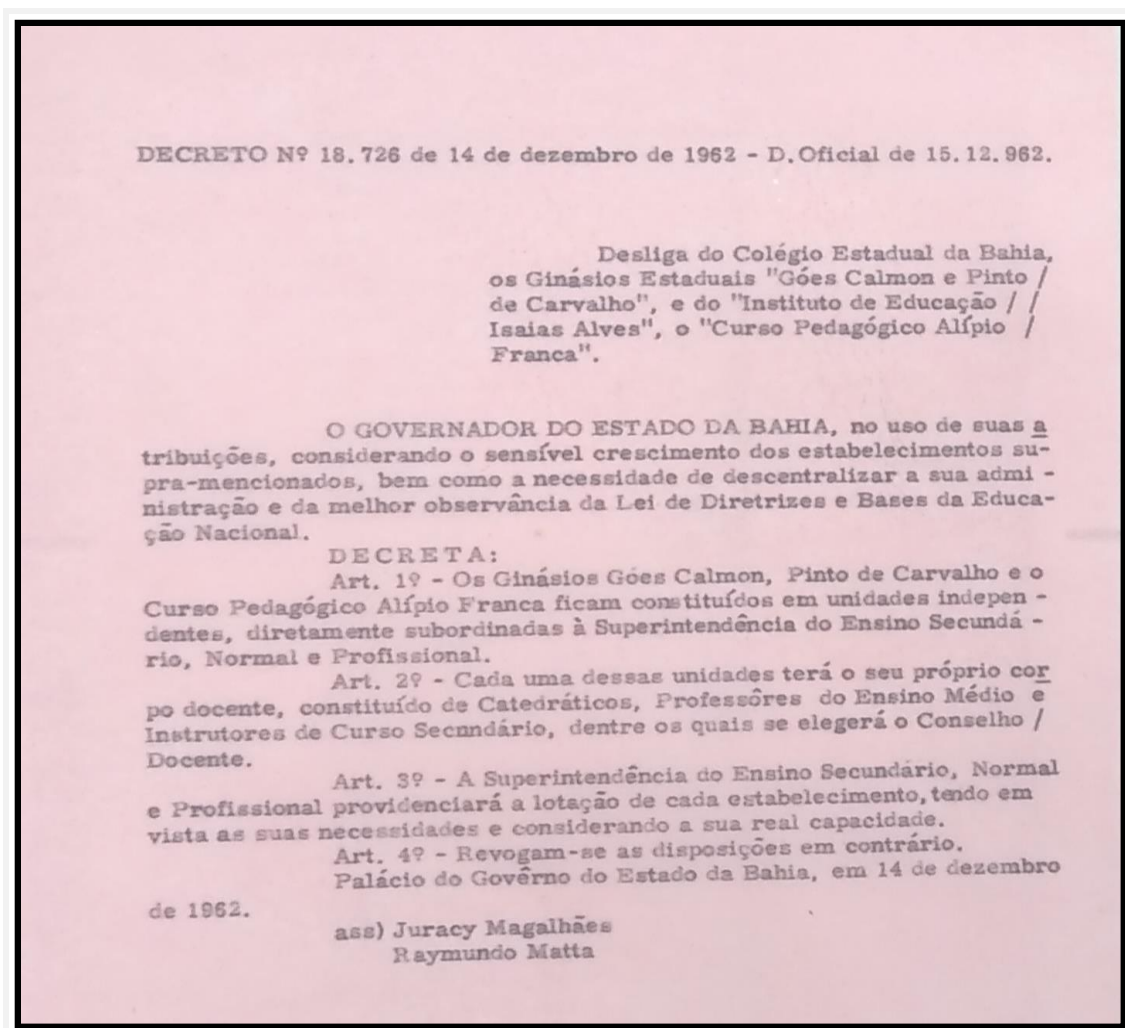 DECRETO Nº 18.726 de 14 de dezembro de 1962 - D.Oficial de 15.12.962.
Desliga do Colégio Estadual da Bahia,
os Ginásios Estaduais "Góes Calmon e Pinto /
de Carvalho", e do "Instituto de Educação / /
Isaias Alves", o "Curso Pedagógico Alípio /
Franca".
O GOVERNADOR DO ESTADO DA BAHIA, no uso de suas a
tribuições, considerando o sensível crescimento dos estabelecimentos su-
pra-mencionados, bem como a necessidade de descentralizar a sua admi -
nistração e da melhor observância da Lei de Diretrizes e Bases da Educa-
ção Nacional.
DECRETA:
Art. 1º - Os Ginásios Góes Calmon, Pinto de Carvalho e o
Curso Pedagógico Alípio Franca ficam constituídos em unidades indepen -
dentes, diretamente subordinadas à Superintendência do Ensino Secundá -
rio, Normal e Profissional.
Art. 2º - Cada uma dessas unidades terá o seu próprio cor
po docente, constituído de Catedráticos, Professôres do Ensino Médio e
Instrutores de Curso Secndário, dentre os quais se elegerá o Conselho /
Docente.
Art. 3º - A Superintendência do Ensino Secundário, Normal
e Profissional providenciará a lotação de cada estabelecimento, tendo em
vista as suas necessidades e considerando a sua real capacidade.
Art. 4º - Revogam-se as disposições em contrário.
Palácio do Govêrno do Estado da Bahia, em 14 de dezembro
de 1962.
ass) Juracy Magalhães
Raymundo Matta